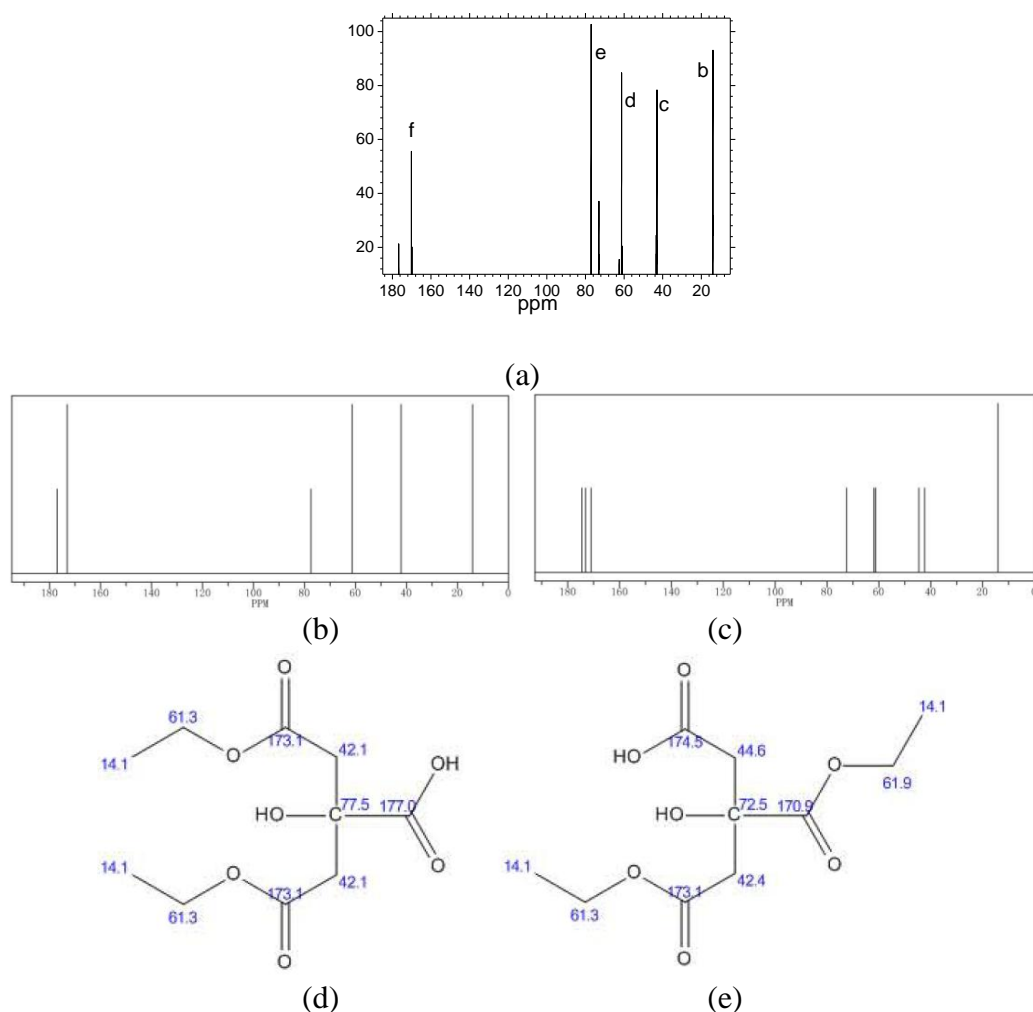 100
80
60
40
20
f e d c b
180 160 140 120 100 80 60 40 20
ppm
(a)
180 160 140 120 100 80 60 40 20 0
PPM
(b)
180 160 140 120 100 80 60 40 20 0
PPM
(c)
O
61.3
173.1
42.1
14.1
O
OH
HO
C
77.5
177.0
14.1
O
O
173.1
42.1
61.3
O
(d)
O
14.1
HO
174.5
44.6
O
61.9
HO
C
72.5
170.9
14.1
O
O
173.1
42.4
61.3
O
(e)